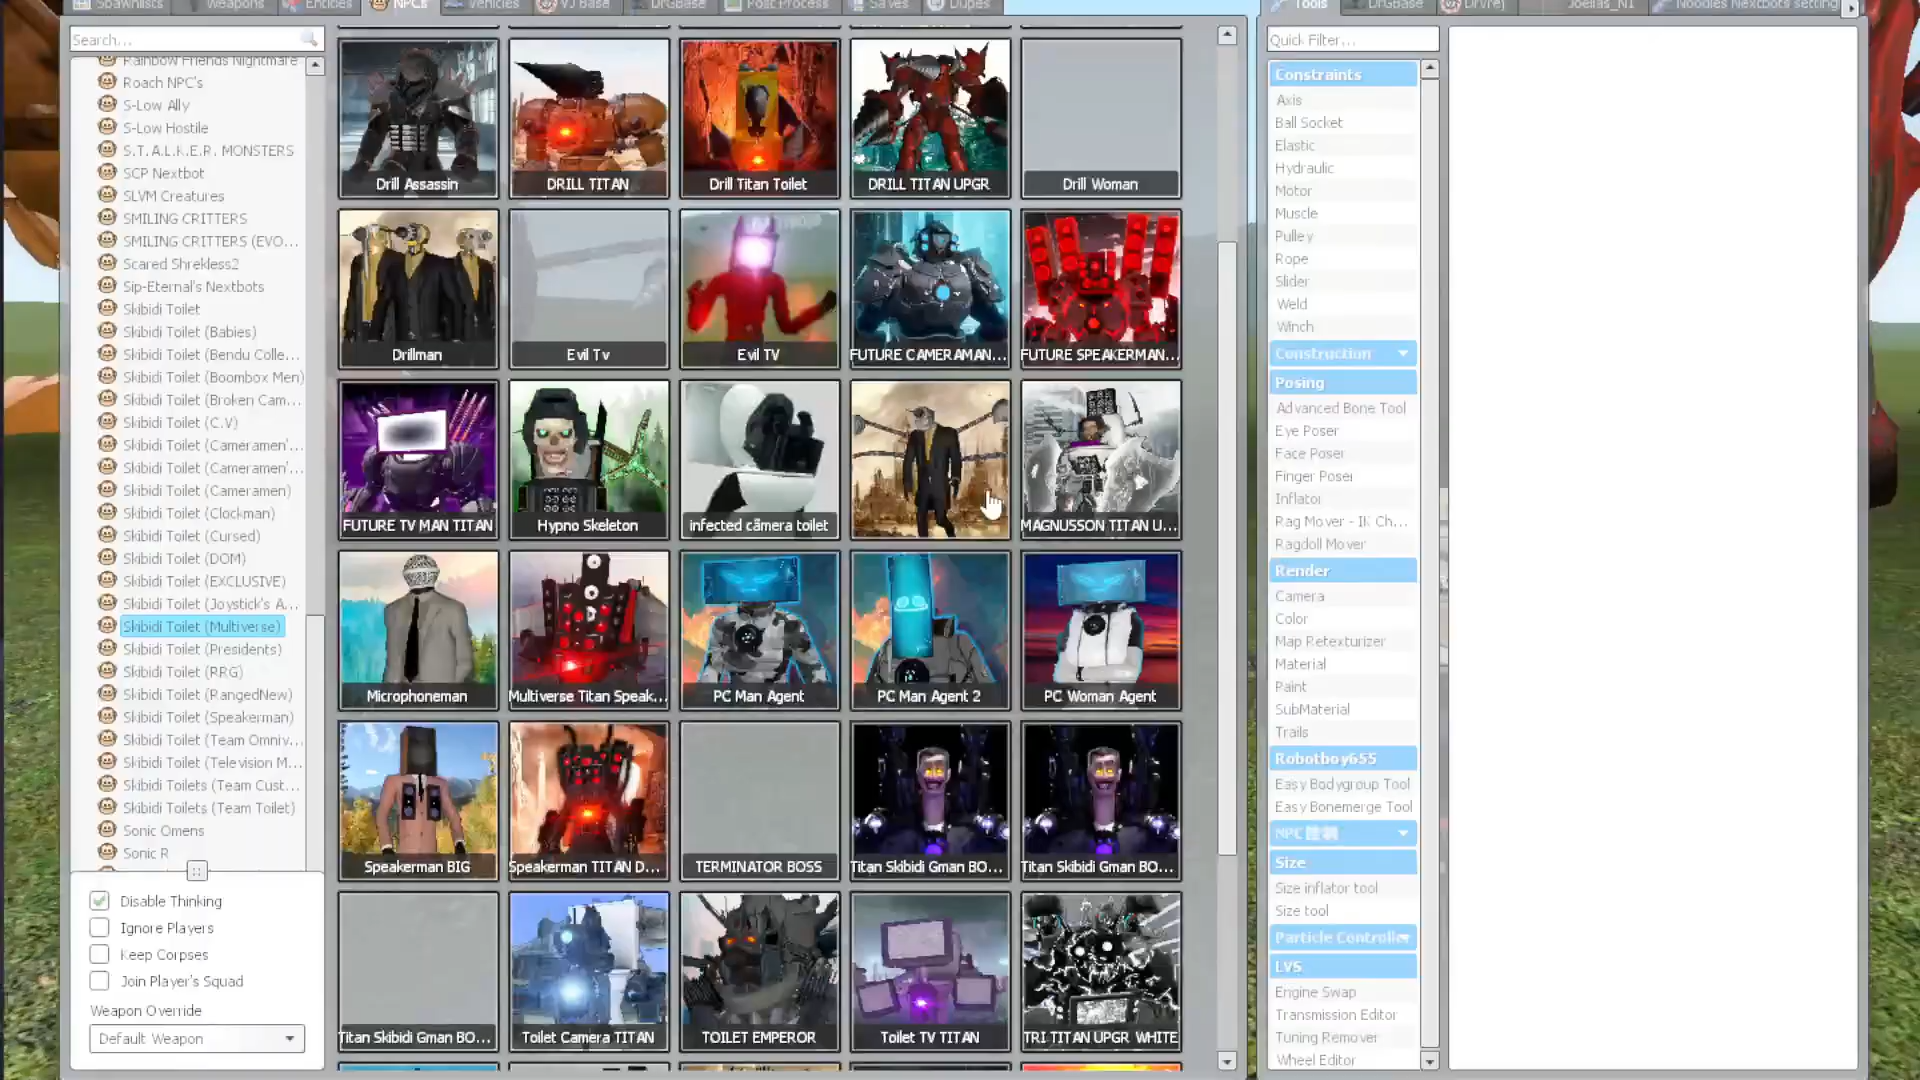 Spawnlists
Weapons
Entities
NPCs
Vehicles
VJ Base
DrGBase
Post Process
Saves
Dupes
Tools
DrGBase
Drvrej
Joellas_N1
Noodles Nextbots setting
Search...
Rainbow Friends Nightmare
Roach NPC's
S-Low Ally
S-Low Hostile
S.T.A.L.K.E.R. MONSTERS
SCP Nextbot
SLVM Creatures
SMILING CRITTERS
SMILING CRITTERS (EVO...
Scared Shrekless2
Sip-Eternal's Nextbots
Skibidi Toilet
Skibidi Toilet (Babies)
Skibidi Toilet (Bendu Colle...
Skibidi Toilet (Boombox Men)
Skibidi Toilet (Broken Cam...
Skibidi Toilet (C.V)
Skibidi Toilet (Cameramen'...
Skibidi Toilet (Cameramen'...
Skibidi Toilet (Cameramen)
Skibidi Toilet (Clockman)
Skibidi Toilet (Cursed)
Skibidi Toilet (DOM)
Skibidi Toilet (EXCLUSIVE)
Skibidi Toilet (Joystick's A...
Skibidi Toilet (Multiverse)
Skibidi Toilet (Presidents)
Skibidi Toilet (RRG)
Skibidi Toilet (RangedNew)
Skibidi Toilet (Speakerman)
Skibidi Toilet (Team Omniv...
Skibidi Toilet (Television M...
Skibidi Toilets (Team Cust...
Skibidi Toilets (Team Toilet)
Sonic Omens
Sonic R
Disable Thinking
Ignore Players
Keep Corpses
Join Player's Squad
Weapon Override
Default Weapon
Drill Assassin
DRILL TITAN
Drill Titan Toilet
DRILL TITAN UPGR
Drill Woman
Drillman
Evil Tv
Evil TV
FUTURE CAMERAMAN...
FUTURE SPEAKERMAN...
FUTURE TV MAN TITAN
Hypno Skeleton
infected camera toilet
MAGNUSSON TITAN U...
Microphoneman
Multiverse Titan Speak...
PC Man Agent
PC Man Agent 2
PC Woman Agent
Speakerman BIG
Speakerman TITAN D...
TERMINATOR BOSS
Titan Skibidi Gman BO...
Titan Skibidi Gman BO...
Titan Skibidi Gman BO...
Toilet Camera TITAN
TOILET EMPEROR
Toilet TV TITAN
TRI TITAN UPGR WHITE
Quick Filter...
Constraints
Axis
Ball Socket
Elastic
Hydraulic
Motor
Muscle
Pulley
Rope
Slider
Weld
Winch
Construction
Posing
Advanced Bone Tool
Eye Poser
Face Poser
Finger Poser
Inflator
Rag Mover - IK Ch...
Ragdoll Mover
Render
Camera
Color
Map Retexturizer
Material
Paint
SubMaterial
Trails
Robotboy655
Easy Bodygroup Tool
Easy Bonemerge Tool
NPC
Size
Size inflator tool
Size tool
Particle Controlle
LVS
Engine Swap
Transmission Editor
Tuning Remover
Wheel Editor